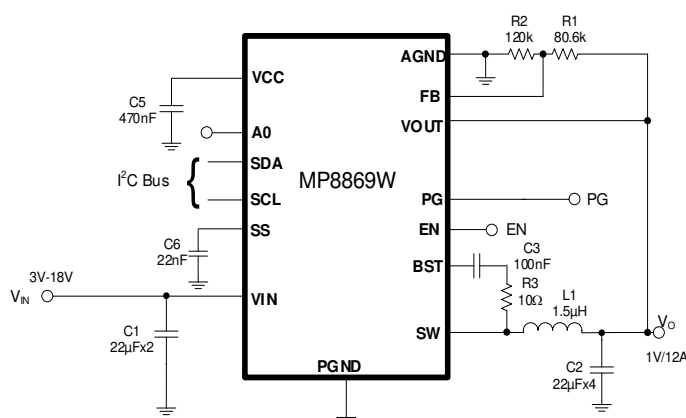 R2
120k
R1
80.6k
AGND
VCC
C5
470nF
FB
VOUT
A0
SDA
I²C Bus
SCL
MP8869W
PG
PG
SS
EN
EN
C6
22nF
BST
C3
100nF
R3
10Ω
3V-18V
VIN
VIN
L1
1.5µH
SW
VO
1V/12A
C1
22µFx2
C2
22µFx4
PGND